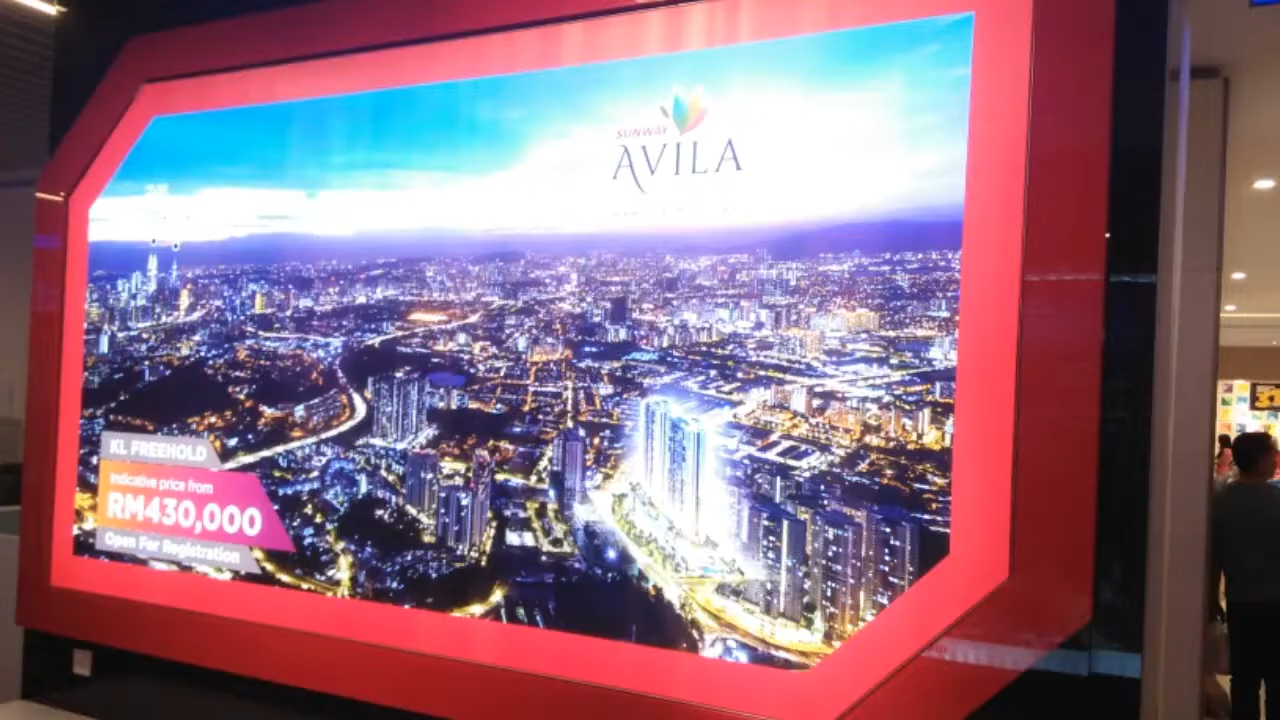 SUNWAY
AVILA
KL FREEHOLD
Indicative price from
RM430,000
Open For Registration